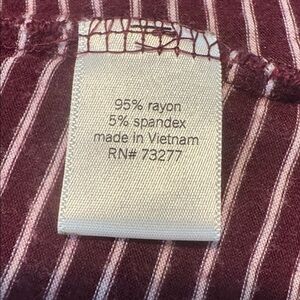 95% rayon
5% spandex
made in Vietnam
RN# 73277